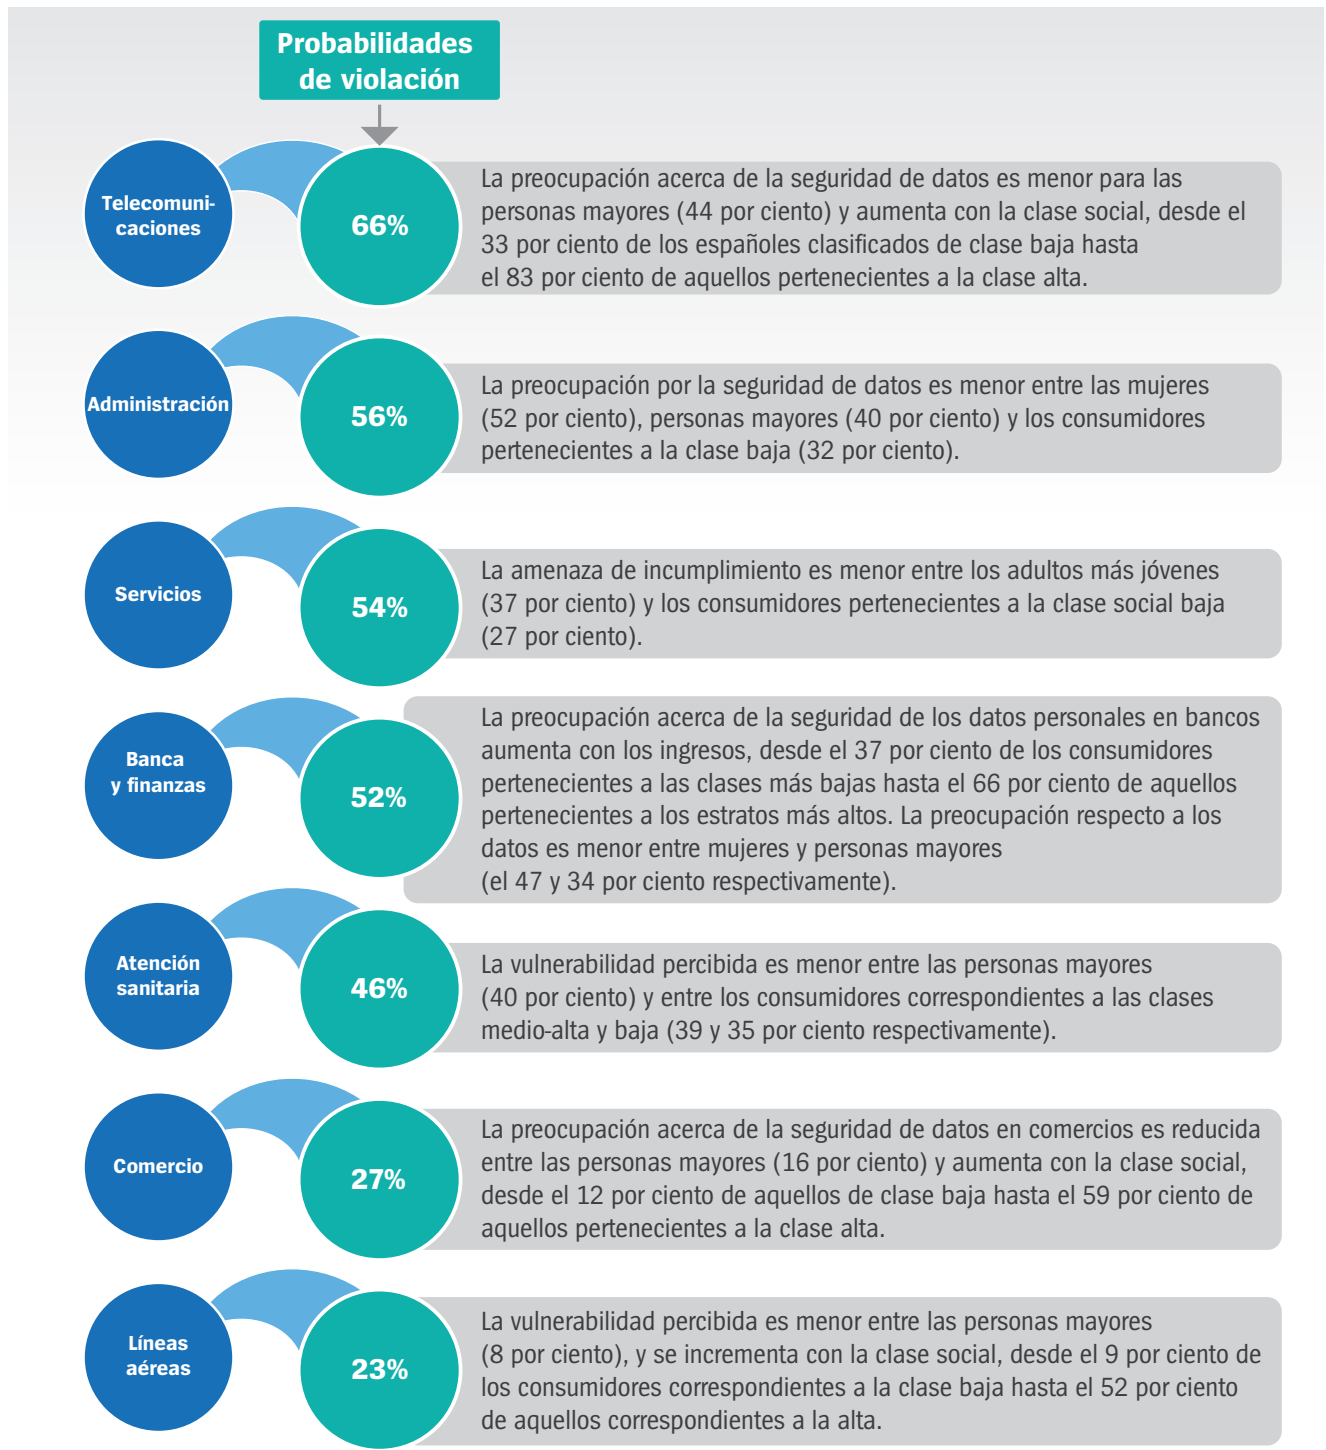 Probabilidades
de violación
Telecomuni-
caciones
66%
La preocupación acerca de la seguridad de datos es menor para las
personas mayores (44 por ciento) y aumenta con la clase social, desde el
33 por ciento de los españoles clasificados de clase baja hasta
el 83 por ciento de aquellos pertenecientes a la clase alta.
Administración
56%
La preocupación por la seguridad de datos es menor entre las mujeres
(52 por ciento), personas mayores (40 por ciento) y los consumidores
pertenecientes a la clase baja (32 por ciento).
Servicios
54%
La amenaza de incumplimiento es menor entre los adultos más jóvenes
(37 por ciento) y los consumidores pertenecientes a la clase social baja
(27 por ciento).
Banca
y finanzas
52%
La preocupación acerca de la seguridad de los datos personales en bancos
aumenta con los ingresos, desde el 37 por ciento de los consumidores
pertenecientes a las clases más bajas hasta el 66 por ciento de aquellos
pertenecientes a los estratos más altos. La preocupación respecto a los
datos es menor entre mujeres y personas mayores
(el 47 y 34 por ciento respectivamente).
Atención
sanitaria
46%
La vulnerabilidad percibida es menor entre las personas mayores
(40 por ciento) y entre los consumidores correspondientes a las clases
medio-alta y baja (39 y 35 por ciento respectivamente).
Comercio
27%
La preocupación acerca de la seguridad de datos en comercios es reducida
entre las personas mayores (16 por ciento) y aumenta con la clase social,
desde el 12 por ciento de aquellos de clase baja hasta el 59 por ciento de
aquellos pertenecientes a la clase alta.
Líneas
aéreas
23%
La vulnerabilidad percibida es menor entre las personas mayores
(8 por ciento), y se incrementa con la clase social, desde el 9 por ciento de
los consumidores correspondientes a la clase baja hasta el 52 por ciento
de aquellos correspondientes a la alta.